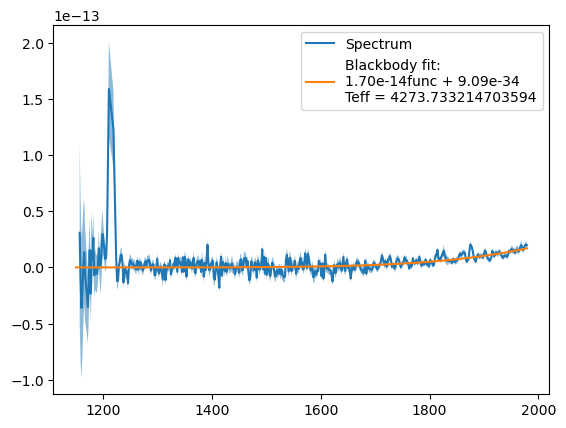 1e−13
2.0
1.5
1.0
0.5
0.0
−0.5
−1.0
1200
1400
1600
1800
2000
Spectrum
Blackbody fit:
1.70e-14func + 9.09e-34
Teff = 4273.733214703594